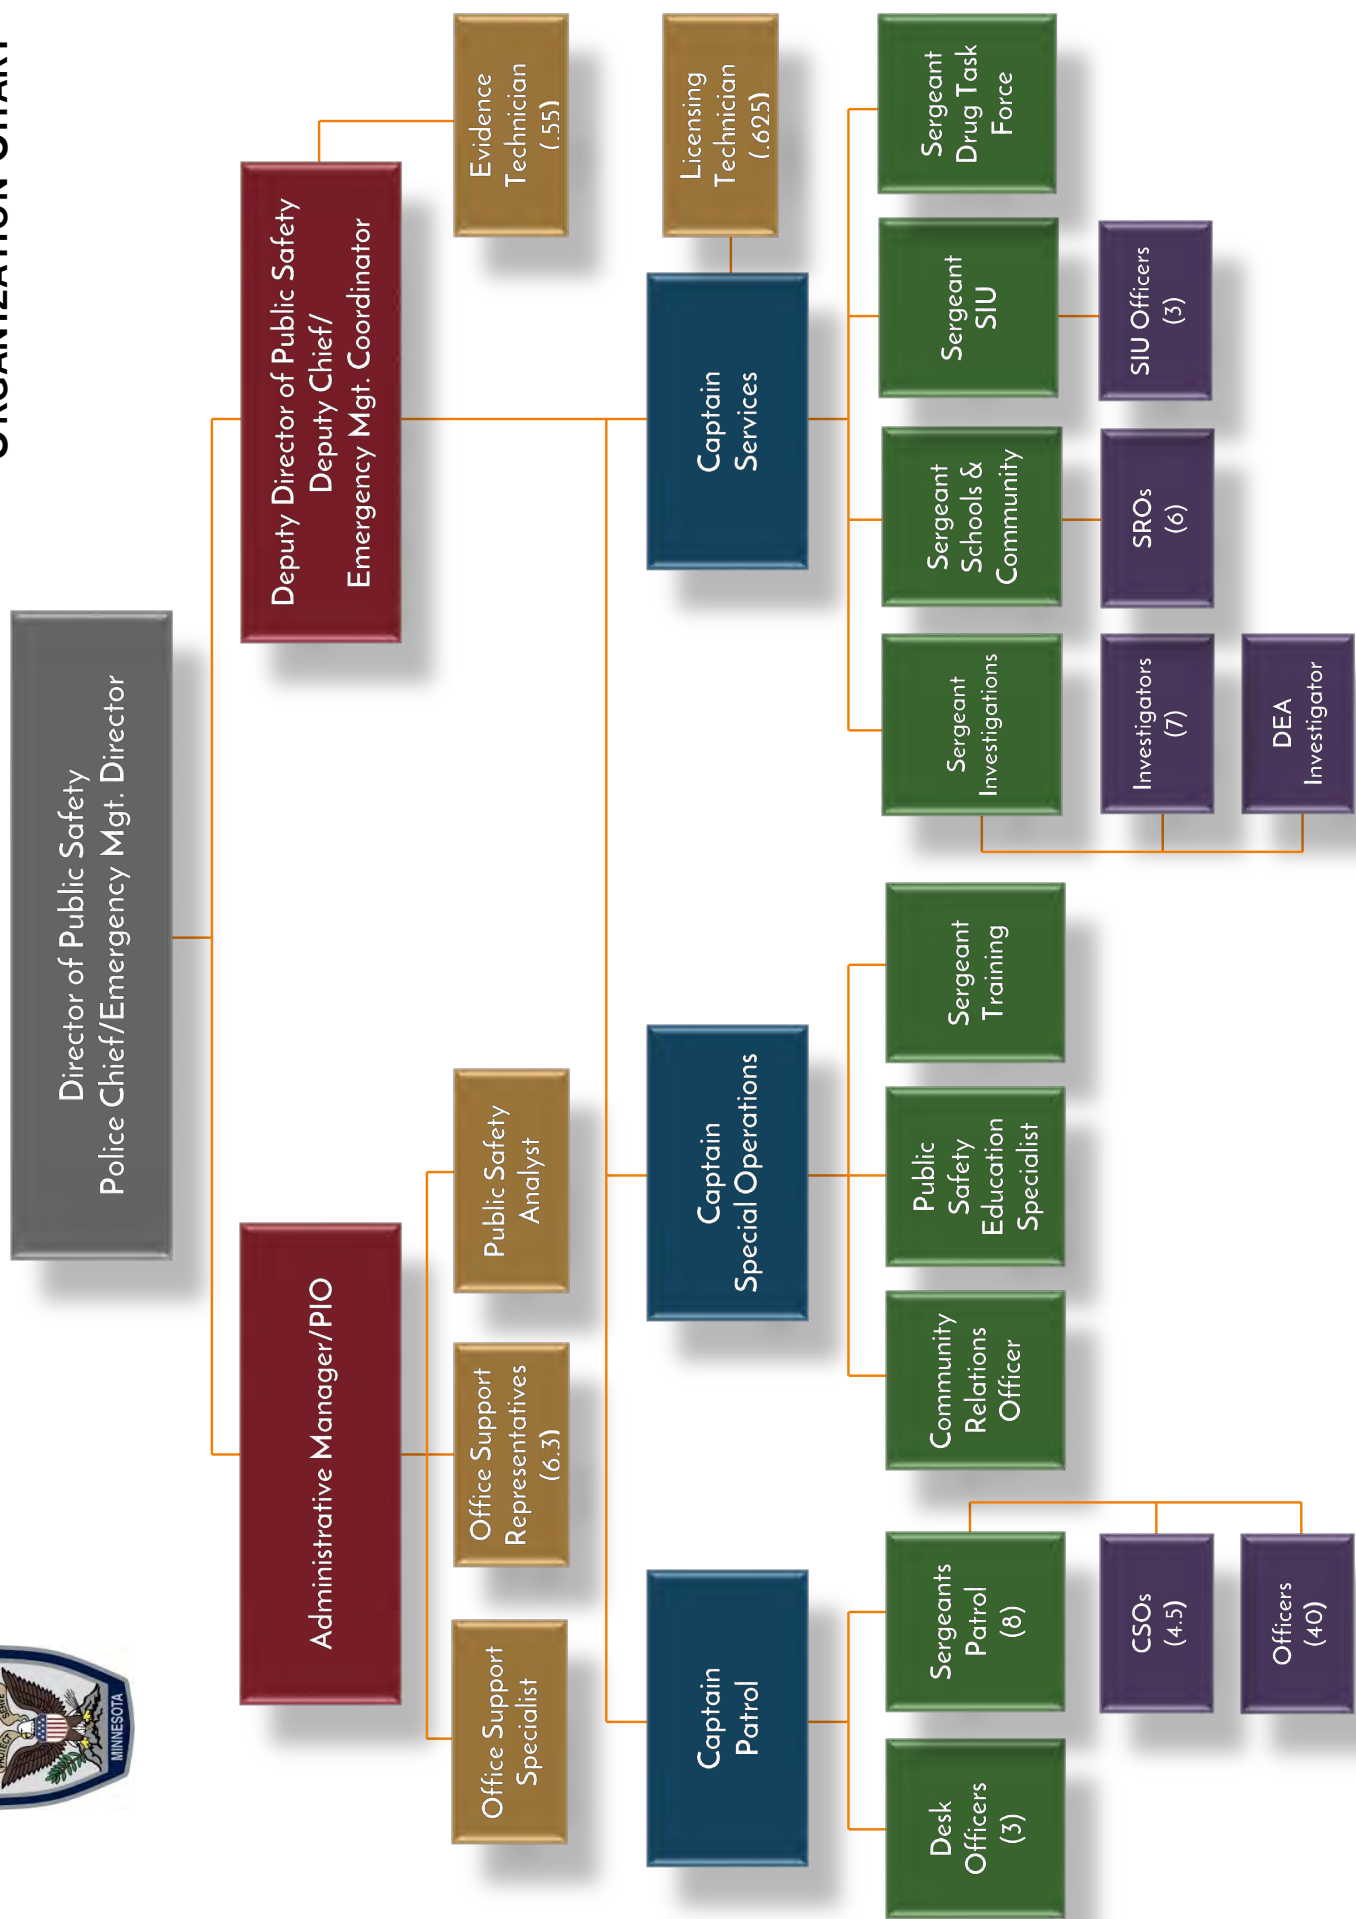 ORGANIZATION CHART
MINNESOTA
Director of Public Safety
Police Chief/Emergency Mgt. Director
Administrative Manager/PIO
Deputy Director of Public Safety
Deputy Chief/
Emergency Mgt. Coordinator
Office Support
Specialist
Office Support
Representatives
(6.3)
Public Safety
Analyst
Evidence
Technician
(.55)
Captain
Patrol
Captain
Special Operations
Captain
Services
Licensing
Technician
(.625)
Desk
Officers
(3)
Sergeants
Patrol
(8)
Community
Relations
Officer
Public
Safety
Education
Specialist
Sergeant
Training
Sergeant
Investigations
Sergeant
Schools &
Community
Sergeant
SIU
Sergeant
Drug Task
Force
CSOs
(4.5)
Investigators
(7)
SROs
(6)
SIU Officers
(3)
Officers
(40)
DEA
Investigator